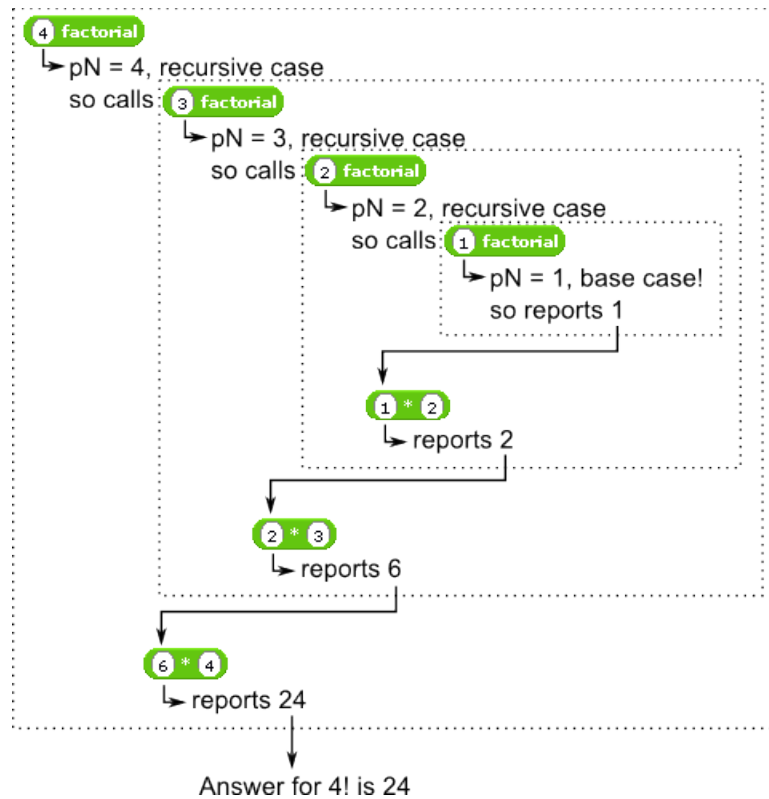 4 factorial
pN = 4, recursive case
so calls 3 factorial
pN = 3, recursive case
so calls 2 factorial
pN = 2, recursive case
so calls 1 factorial
pN = 1, base case!
so reports 1
1 * 2
reports 2
2 * 3
reports 6
6 * 4
reports 24
Answer for 4! is 24